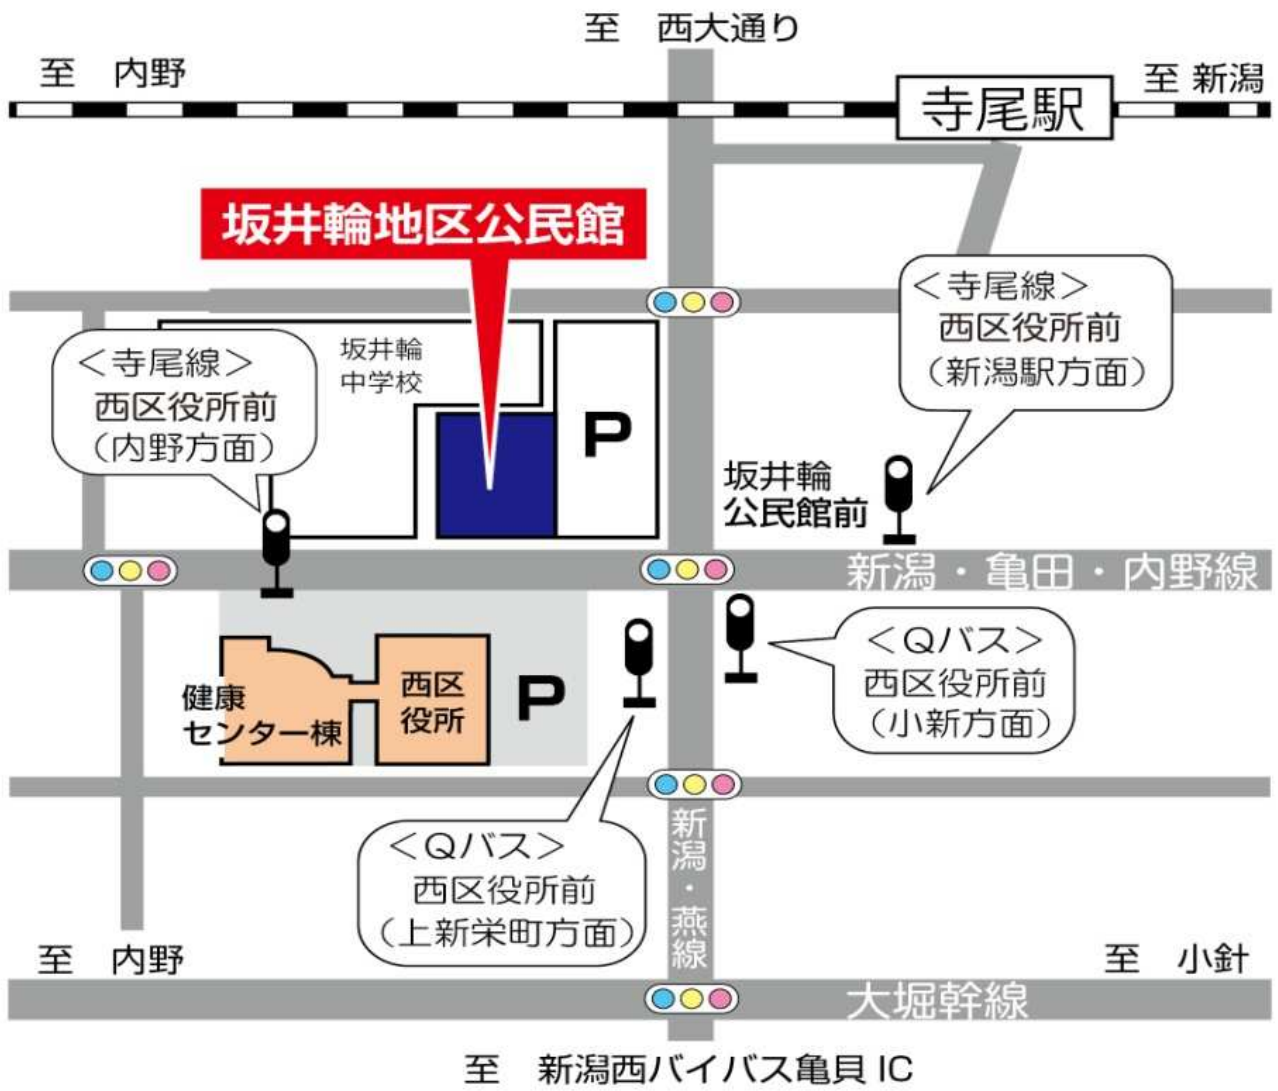 至　西大通り
至　内野
至 新潟
寺尾駅
坂井輪地区公民館
＜寺尾線＞
西区役所前
（新潟駅方面）
坂井輪
中学校
＜寺尾線＞
西区役所前
（内野方面）
P
坂井輪
公民館前
新潟・亀田・内野線
＜Qバス＞
西区役所前
（小新方面）
西区
役所
P
健康
センター棟
新潟・燕線
＜Qバス＞
西区役所前
（上新栄町方面）
至　内野
至　小針
大堀幹線
至　新潟西バイバス亀貝 IC